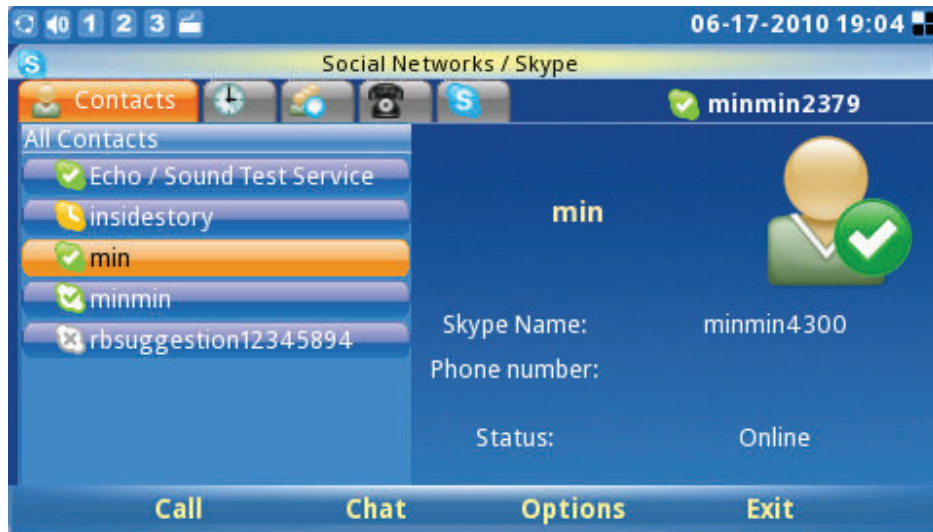 1 2 3 06-17-2010 19:04
Social Networks / Skype
Contacts minmin2379
All Contacts
Echo / Sound Test Service
insidestory
min
minmin
rbsuggestion12345894
min
Skype Name: minmin4300
Phone number:
Status: Online
Call Chat Options Exit